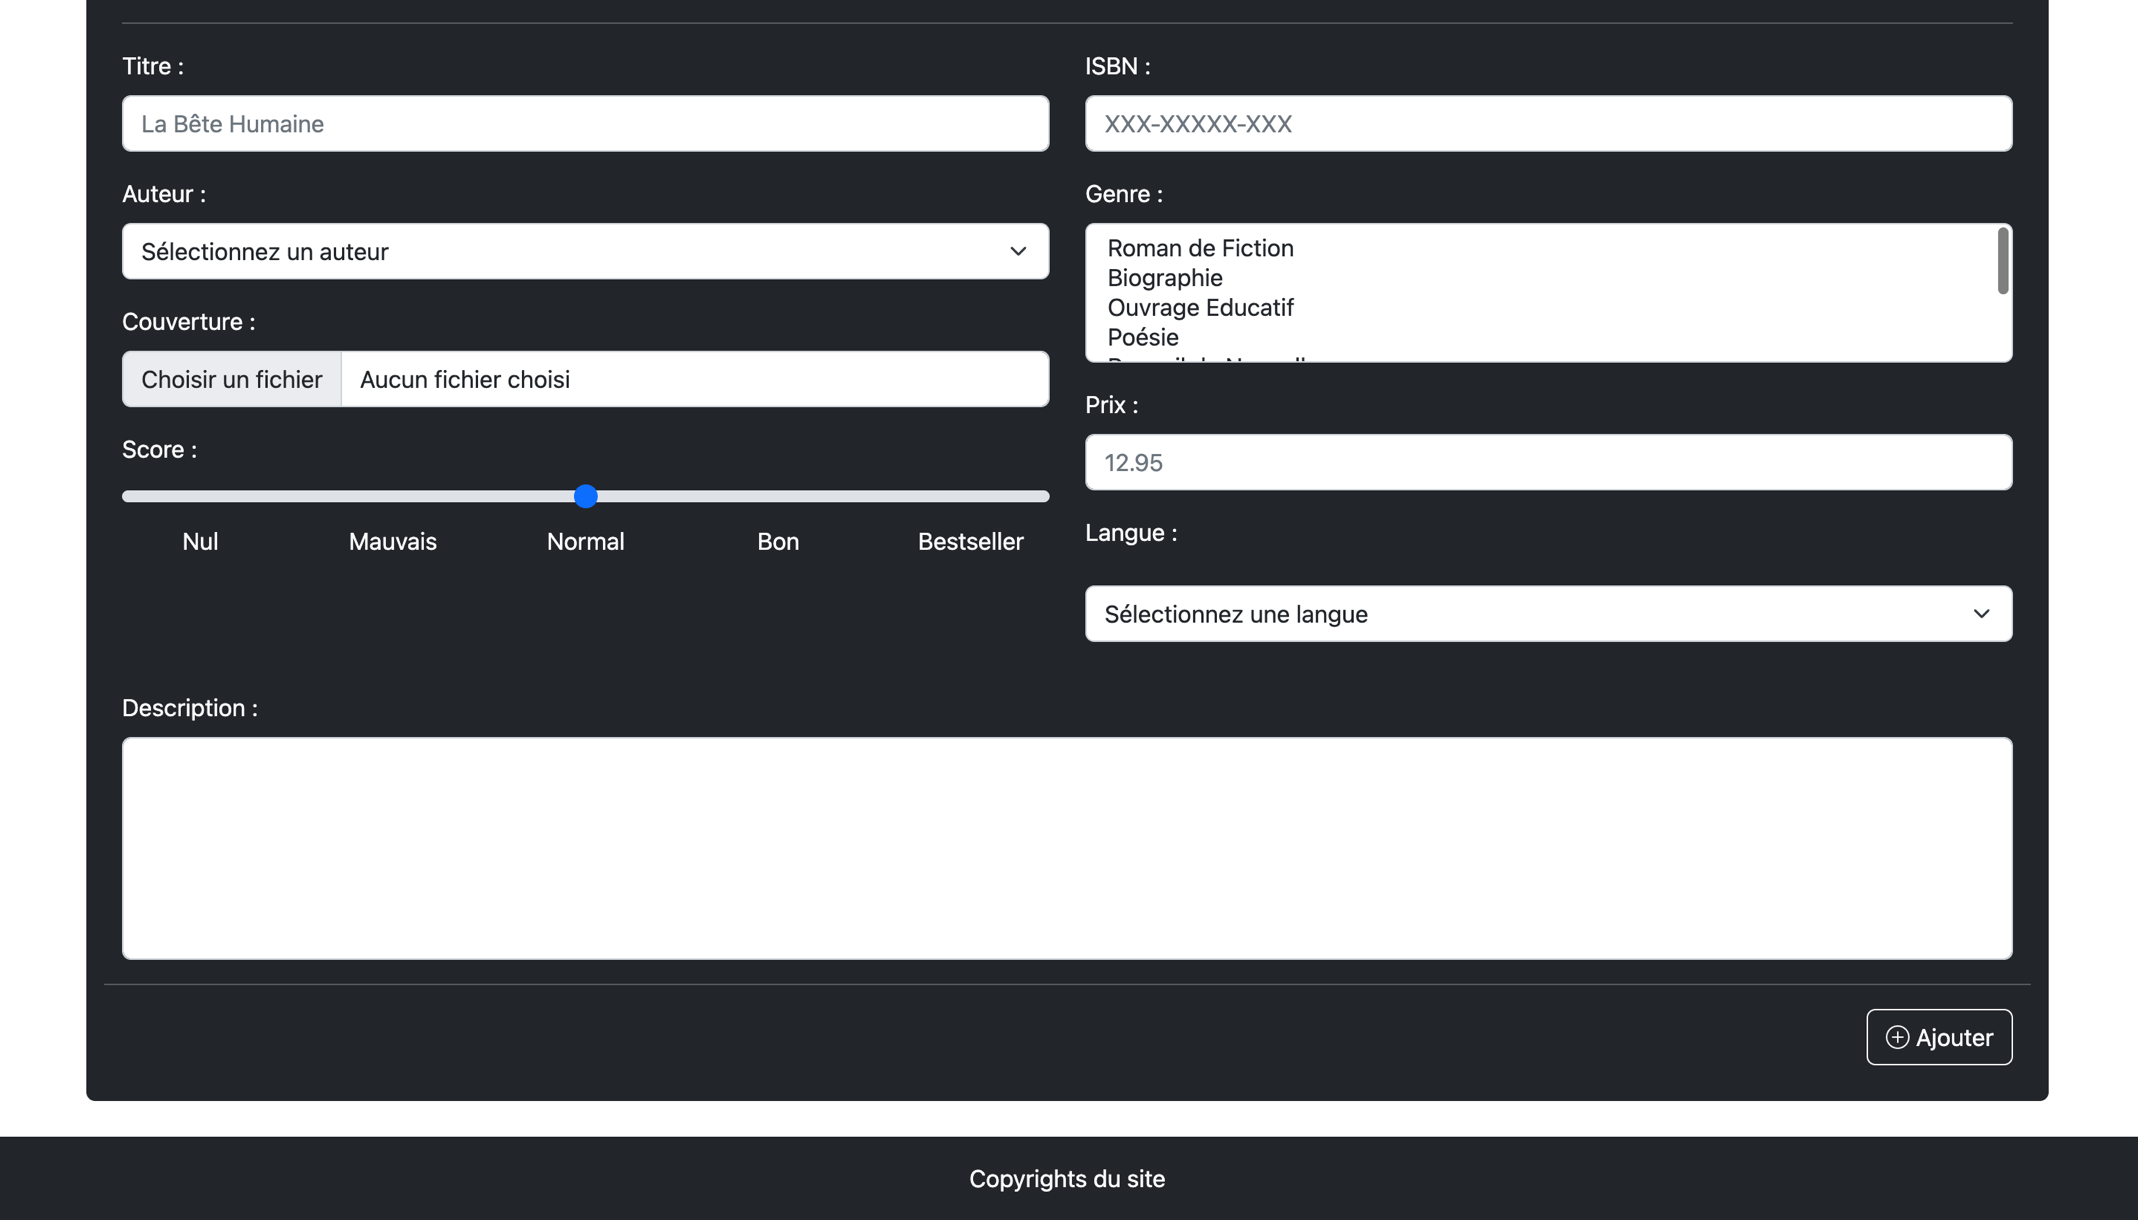 Titre :
La Bête Humaine
Auteur :
Sélectionnez un auteur
Couverture :
Choisir un fichier Aucun fichier choisi
Score :
Nul Mauvais Normal Bon Bestseller
ISBN :
XXX-XXXXX-XXX
Genre :
Roman de Fiction
Biographie
Ouvrage Educatif
Poésie
Prix :
12.95
Langue :
Sélectionnez une langue
Description :
Ajouter
Copyrights du site